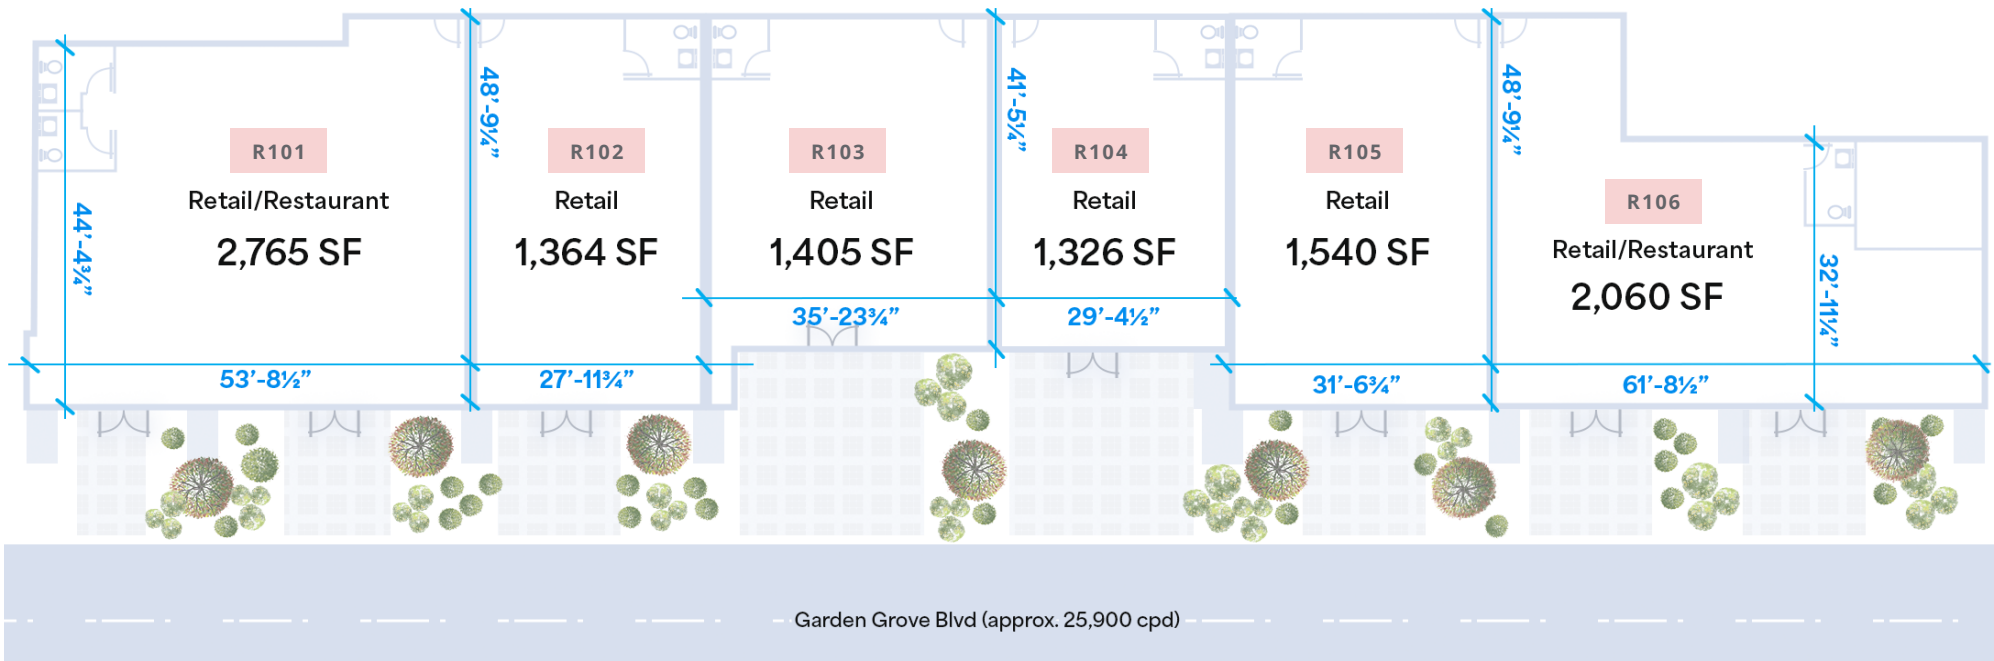 R101
Retail/Restaurant
2,765 SF
44’-4¾”
53’-8½”
48’-9¼”
R102
Retail
1,364 SF
27’-11¾”
R103
Retail
1,405 SF
35’-23¾”
41’-5¼”
R104
Retail
1,326 SF
29’-4½”
R105
Retail
1,540 SF
31’-6¾”
48’-9¼”
R106
Retail/Restaurant
2,060 SF
61’-8½”
32’-11¼”
Garden Grove Blvd (approx. 25,900 cpd)